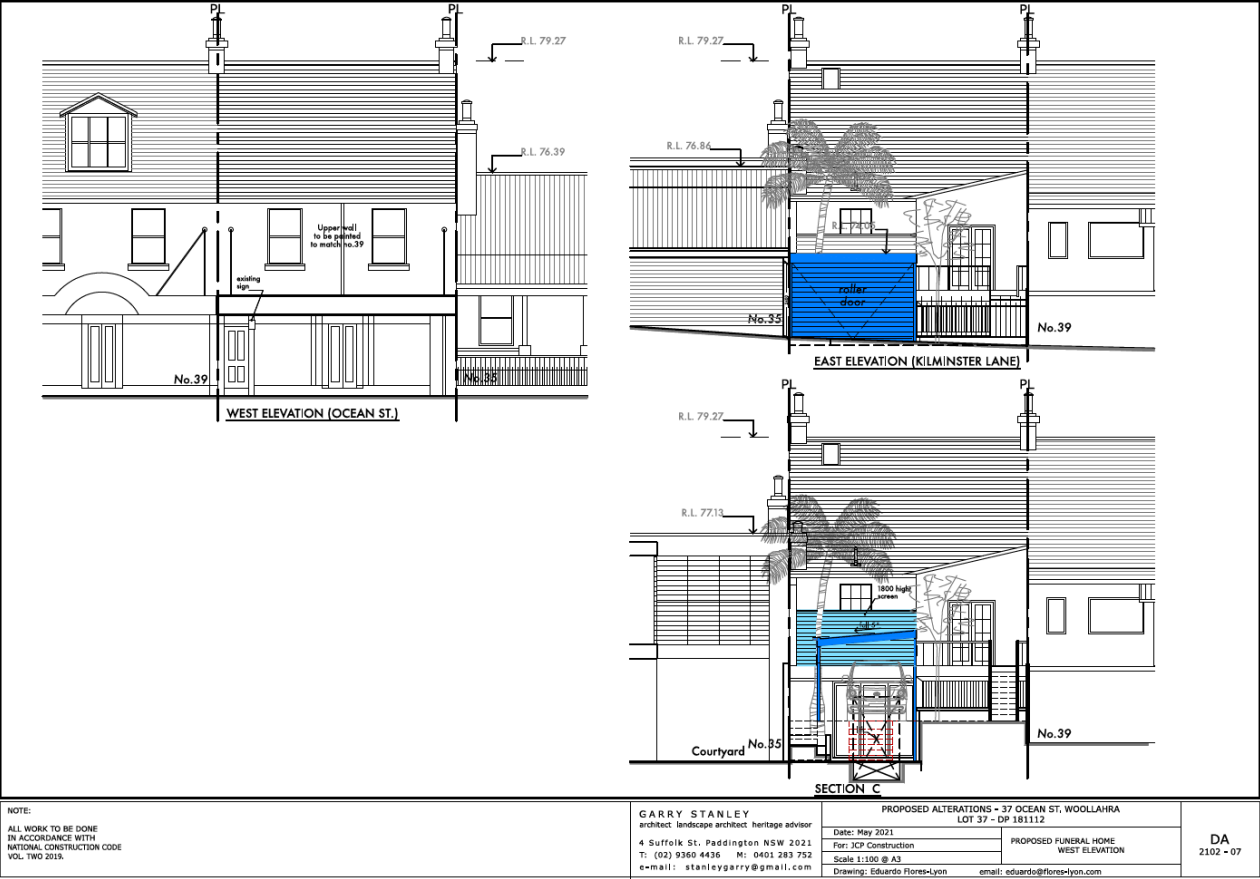 PL
PL
R.L. 79.27
R.L. 76.39
Upper wall
to be painted
to match no.39
existing
sign
No.39
No.35
WEST ELEVATION (OCEAN ST.)
PL
PL
R.L. 79.27
R.L. 76.86
R.L. 74.05
roller
door
No.35
No.39
EAST ELEVATION (KILMINSTER LANE)
PL
PL
R.L. 79.27
R.L. 77.13
1800 hight
screen
Courtyard
No.35
No.39
SECTION C
NOTE:
ALL WORK TO BE DONE
IN ACCORDANCE WITH
NATIONAL CONSTRUCTION CODE
VOL. TWO 2019.
GARRY STANLEY
architect landscape architect heritage advisor
4 Suffolk St. Paddington NSW 2021
T: (02) 9360 4436 M: 0401 283 752
e-mail: stanleygarry@gmail.com
PROPOSED ALTERATIONS - 37 OCEAN ST, WOOLLAHRA
LOT 37 - DP 181112
Date: May 2021
For: JCP Construction
Scale 1:100 @ A3
Drawing: Eduardo Flores-Lyon
email: eduardo@flores-lyon.com
PROPOSED FUNERAL HOME
WEST ELEVATION
DA
2102 - 07